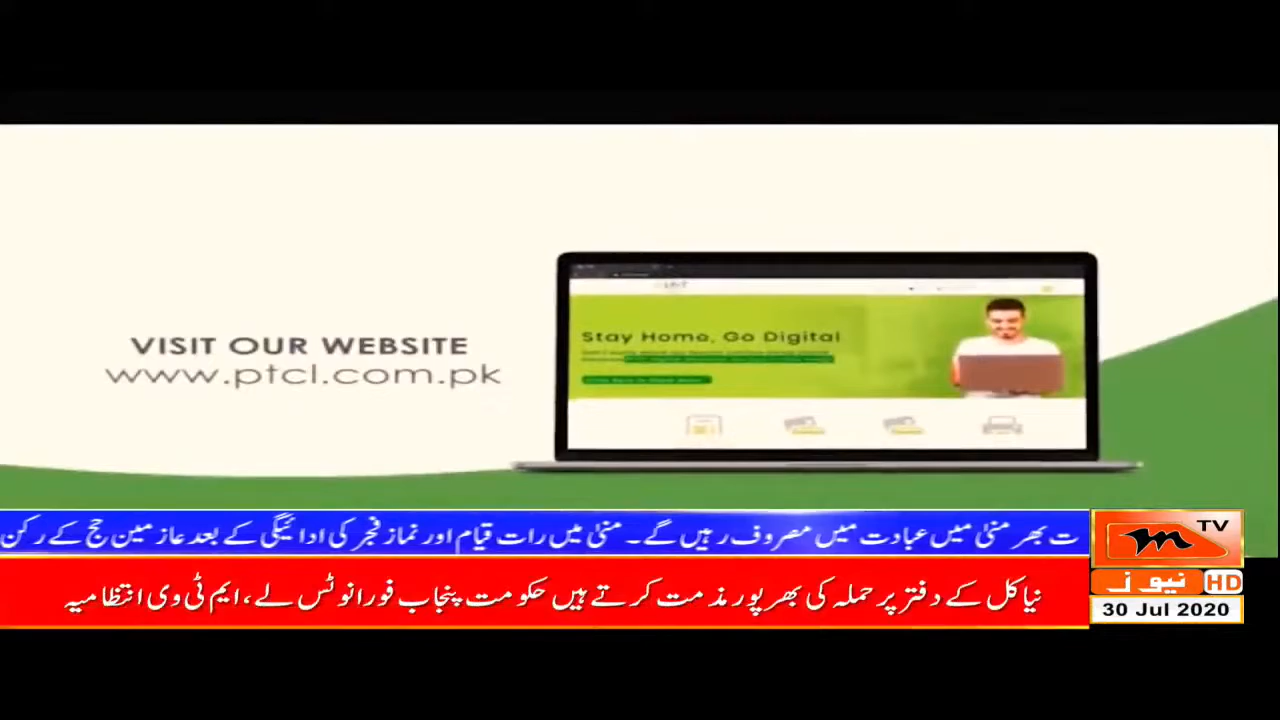 VISIT OUR WEBSITE
www.ptcl.com.pk
Stay Home, Go Digital
ت بھر منیٰ میں عبادت میں مصروف رہیں گے۔ منیٰ میں رات قیام اور نماز فجر کی ادائیگی کے بعد عازمین حج کے رکن
نیا کل کے دفتر پر حملہ کی بھرپور مذمت کرتے ہیں حکومت پنجاب فورا نوٹس لے، ایم ٹی وی انتظامیہ
m TV
نیوز HD
30 Jul 2020